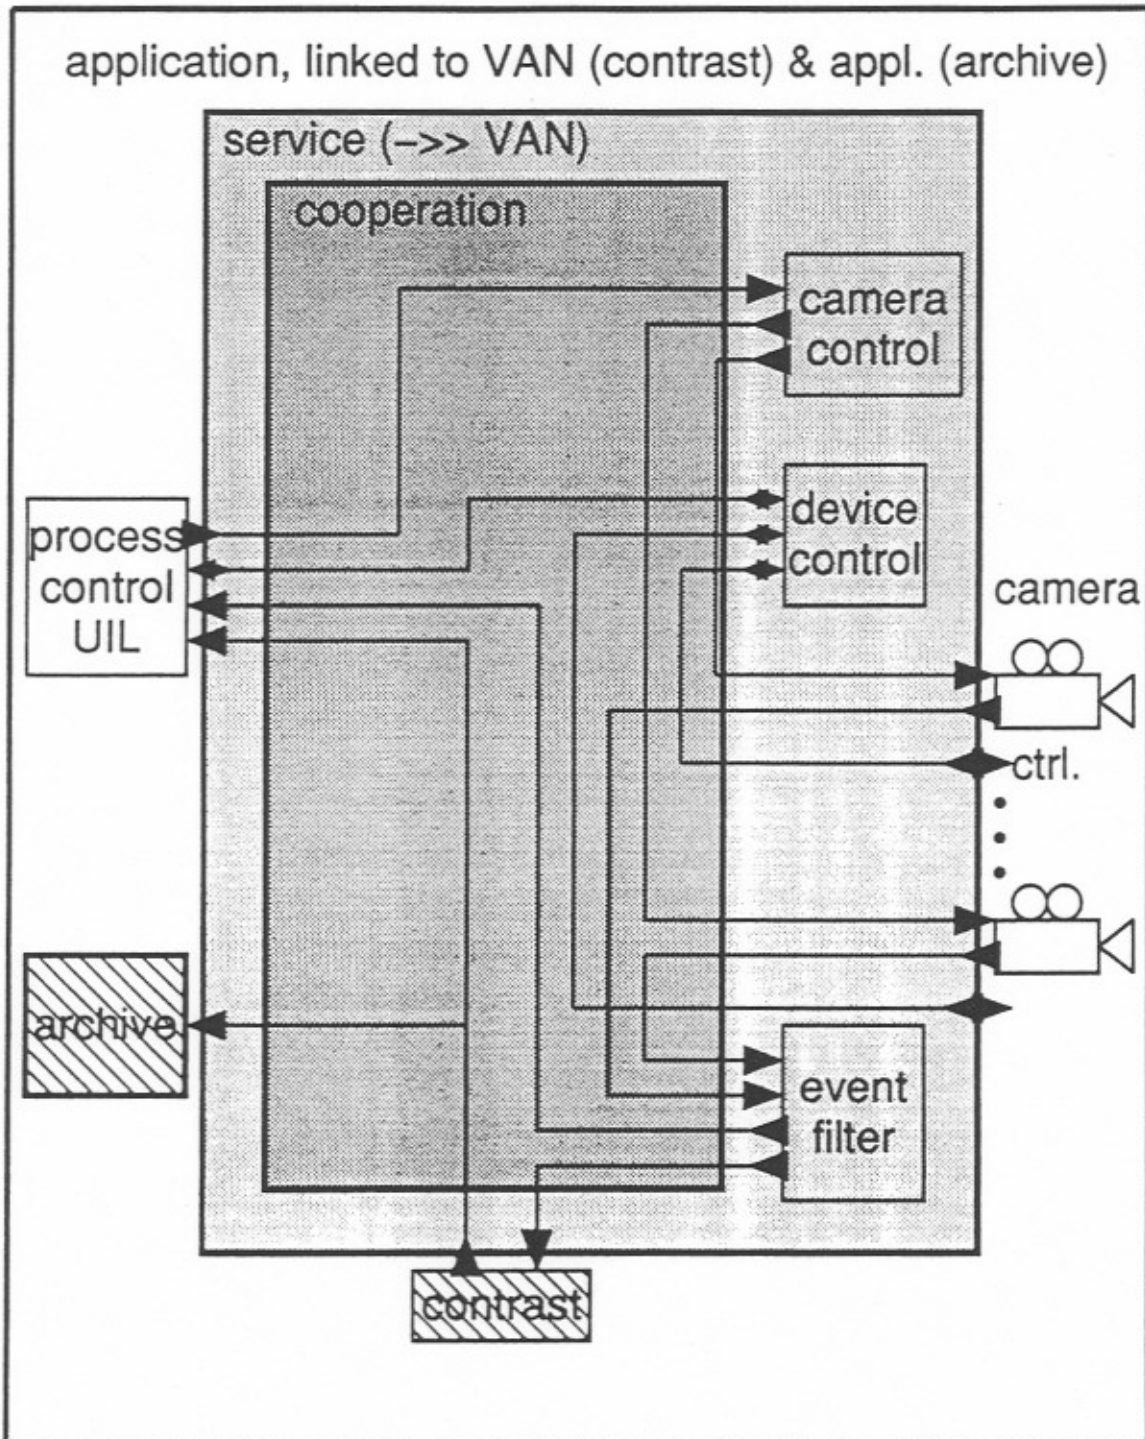 application, linked to VAN (contrast) & appl. (archive)
service (–>> VAN)
cooperation
camera
control
device
control
process
control
UIL
camera
ctrl.
archive
event
filter
contrast